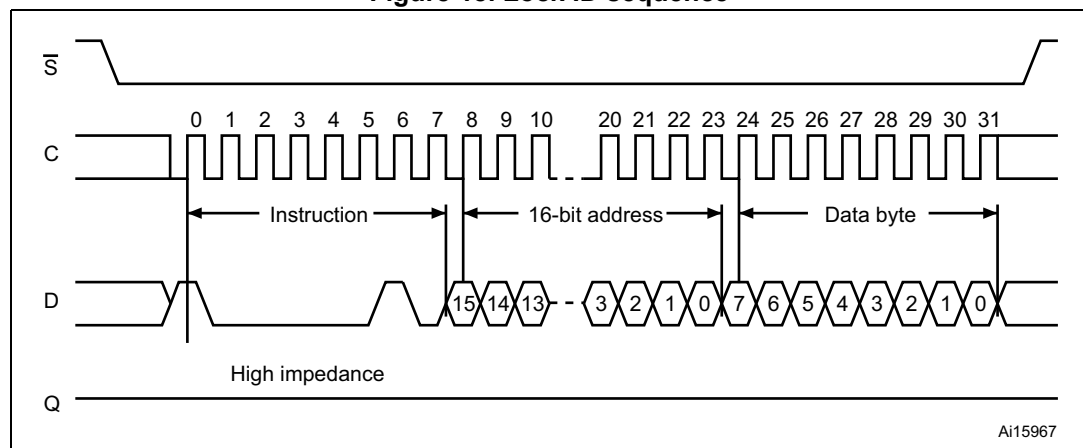 Figure Lock ID sequence
S
0 1 2 3 4 5 6 7 8 9 10 20 21 22 23 24 25 26 27 28 29 30 31
C
Instruction 16-bit address Data byte
D 15 14 13 3 2 1 0 7 6 5 4 3 2 1 0
High impedance
Q
Ai15967